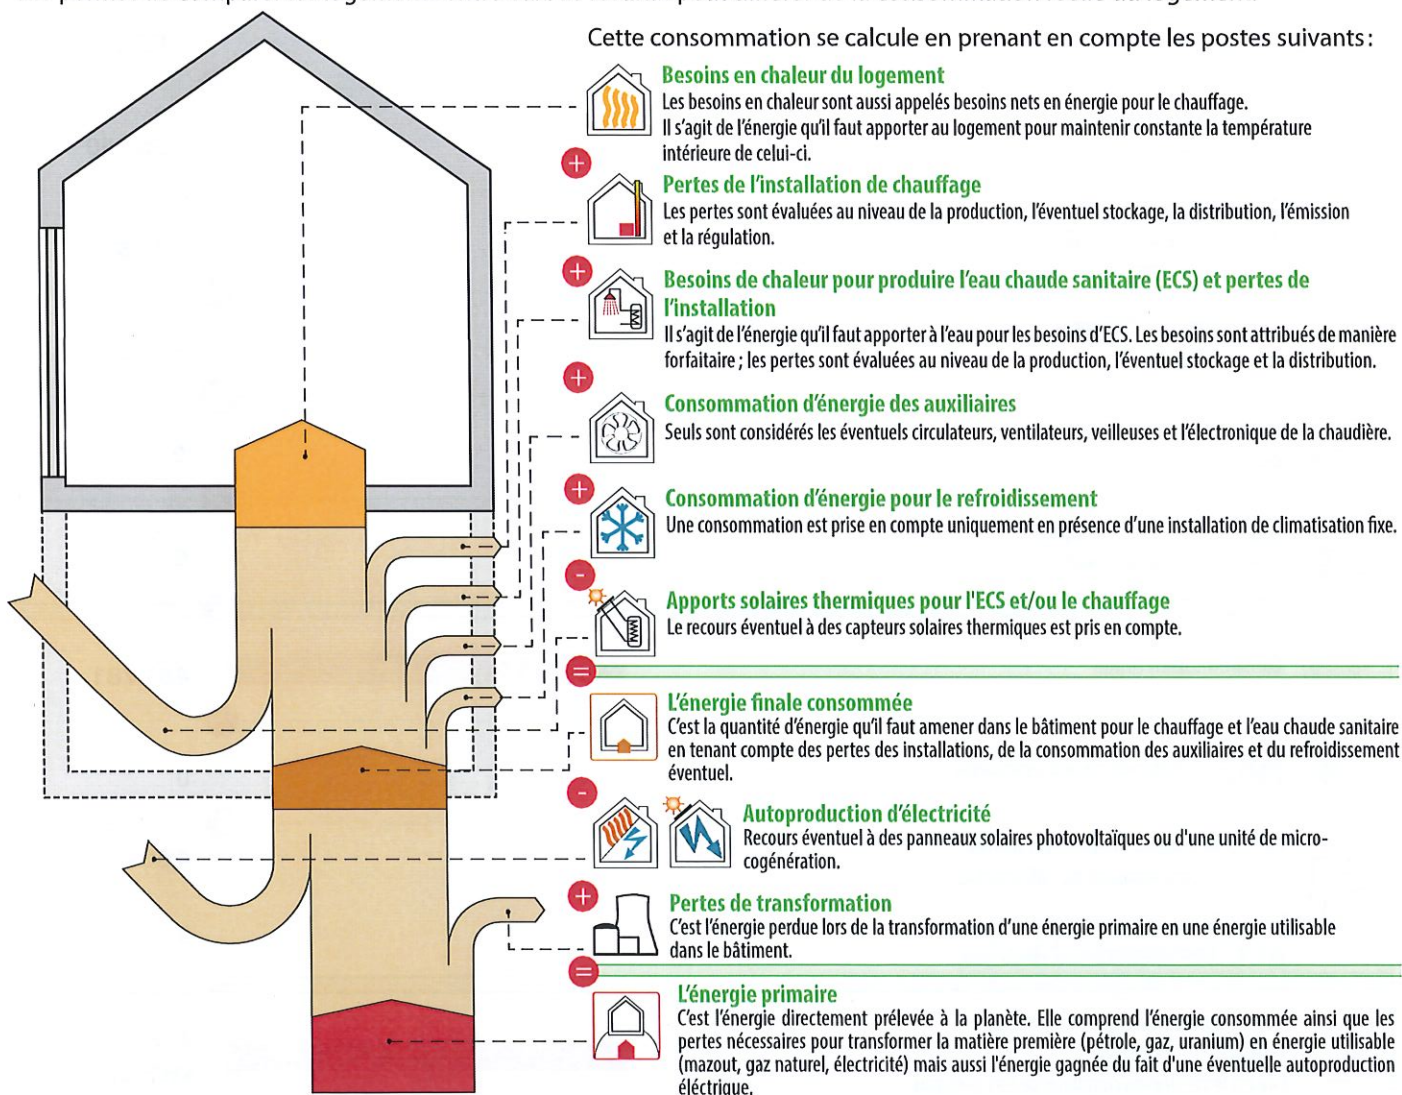 Cette consommation se calcule en prenant en compte les postes suivants :
Besoins en chaleur du logement
Les besoins en chaleur sont aussi appelés besoins nets en énergie pour le chauffage.
Il s'agit de l'énergie qu'il faut apporter au logement pour maintenir constante la température
intérieure de celui-ci.
+
Pertes de l'installation de chauffage
Les pertes sont évaluées au niveau de la production, l'éventuel stockage, la distribution, l'émission
et la régulation.
+
Besoins de chaleur pour produire l'eau chaude sanitaire (ECS) et pertes de
l'installation
Il s'agit de l'énergie qu'il faut apporter à l'eau pour les besoins d'ECS. Les besoins sont attribués de manière
forfaitaire ; les pertes sont évaluées au niveau de la production, l'éventuel stockage et la distribution.
+
Consommation d'énergie des auxiliaires
Seuls sont considérés les éventuels circulateurs, ventilateurs, veilleuses et l'électronique de la chaudière.
+
Consommation d'énergie pour le refroidissement
Une consommation est prise en compte uniquement en présence d'une installation de climatisation fixe.
-
Apports solaires thermiques pour l'ECS et/ou le chauffage
Le recours éventuel à des capteurs solaires thermiques est pris en compte.
=
L'énergie finale consommée
C'est la quantité d'énergie qu'il faut amener dans le bâtiment pour le chauffage et l'eau chaude sanitaire
en tenant compte des pertes des installations, de la consommation des auxiliaires et du refroidissement
éventuel.
-
Autoproduction d'électricité
Recours éventuel à des panneaux solaires photovoltaïques ou d'une unité de micro-
cogénération.
+
Pertes de transformation
C'est l'énergie perdue lors de la transformation d'une énergie primaire en une énergie utilisable
dans le bâtiment.
=
L'énergie primaire
C'est l'énergie directement prélevée à la planète. Elle comprend l'énergie consommée ainsi que les
pertes nécessaires pour transformer la matière première (pétrole, gaz, uranium) en énergie utilisable
(mazout, gaz naturel, électricité) mais aussi l'énergie gagnée du fait d'une éventuelle autoproduction
éléctrique.